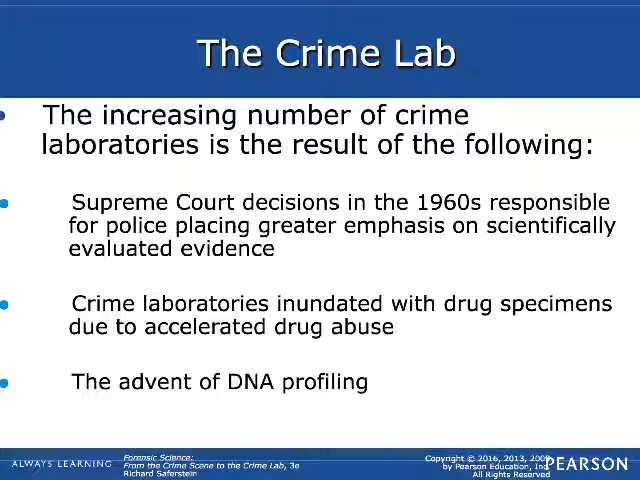 The Crime Lab
• The increasing number of crime
laboratories is the result of the following:
• Supreme Court decisions in the 1960s responsible
for police placing greater emphasis on scientifically
evaluated evidence
• Crime laboratories inundated with drug specimens
due to accelerated drug abuse
• The advent of DNA profiling
ALWAYS LEARNING
Forensic Science:
From the Crime Scene to the Crime Lab, 3e
Richard Saferstein
Copyright © 2016, 2013, 2009
by Pearson Education, Inc.
All Rights Reserved
PEARSON